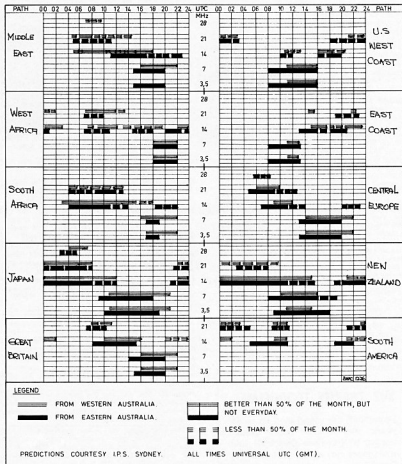 PATH 00 02 04 06 08 10 12 14 16 18 20 22 24 UTC 00 02 04 06 08 10 12 14 16 18 20 22 24 PATH
MHz
MIDDLE EAST
28
21
14
7
3,5
U.S WEST COAST
WEST AFRICA
28
21
14
7
3,5
EAST COAST
SOUTH AFRICA
28
21
14
7
3,5
CENTRAL EUROPE
JAPAN
28
21
14
7
3,5
NEW ZEALAND
GREAT BRITAIN
21
14
7
3,5
SOUTH AMERICA
LEGEND
FROM WESTERN AUSTRALIA.
FROM EASTERN AUSTRALIA.
BETTER THAN 50% OF THE MONTH, BUT
NOT EVERYDAY.
LESS THAN 50% OF THE MONTH.
PREDICTIONS COURTESY I.P.S. SYDNEY. ALL TIMES UNIVERSAL UTC (GMT).